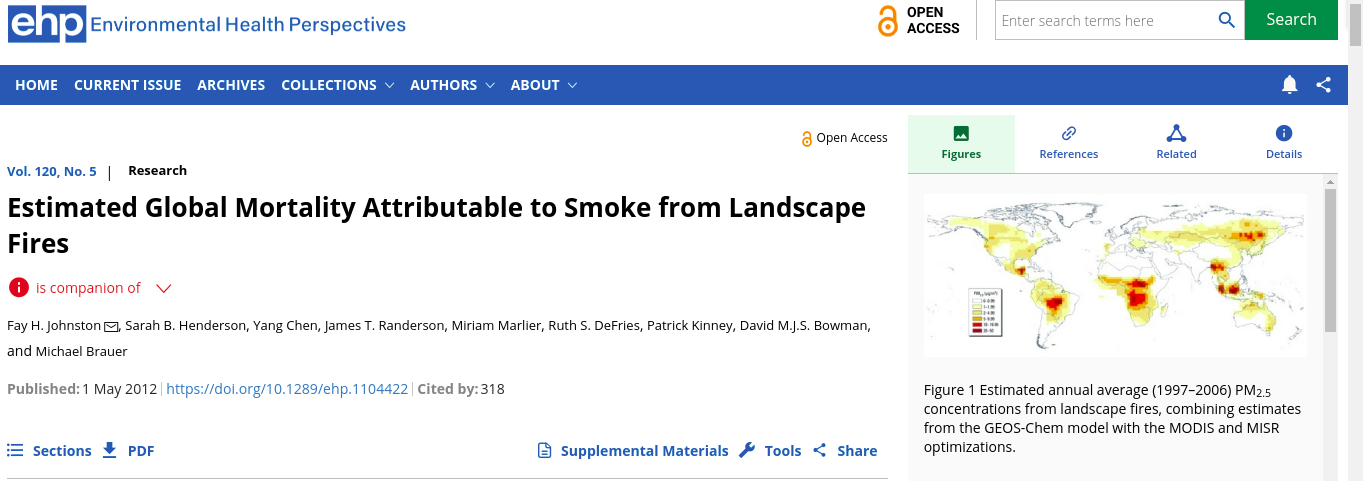 ehp Environmental Health Perspectives
OPEN
ACCESS
Enter search terms here
Search
HOME CURRENT ISSUE ARCHIVES COLLECTIONS AUTHORS ABOUT
Open Access
Vol. 120, No. 5 | Research
Estimated Global Mortality Attributable to Smoke from Landscape
Fires
is companion of
Fay H. Johnston, Sarah B. Henderson, Yang Chen, James T. Randerson, Miriam Marlier, Ruth S. DeFries, Patrick Kinney, David M.J.S. Bowman,
and Michael Brauer
Published: 1 May 2012 | https://doi.org/10.1289/ehp.1104422 | Cited by: 318
Sections PDF Supplemental Materials Tools Share
Figures References Related Details
Figure 1 Estimated annual average (1997–2006) PM2.5
concentrations from landscape fires, combining estimates
from the GEOS-Chem model with the MODIS and MISR
optimizations.